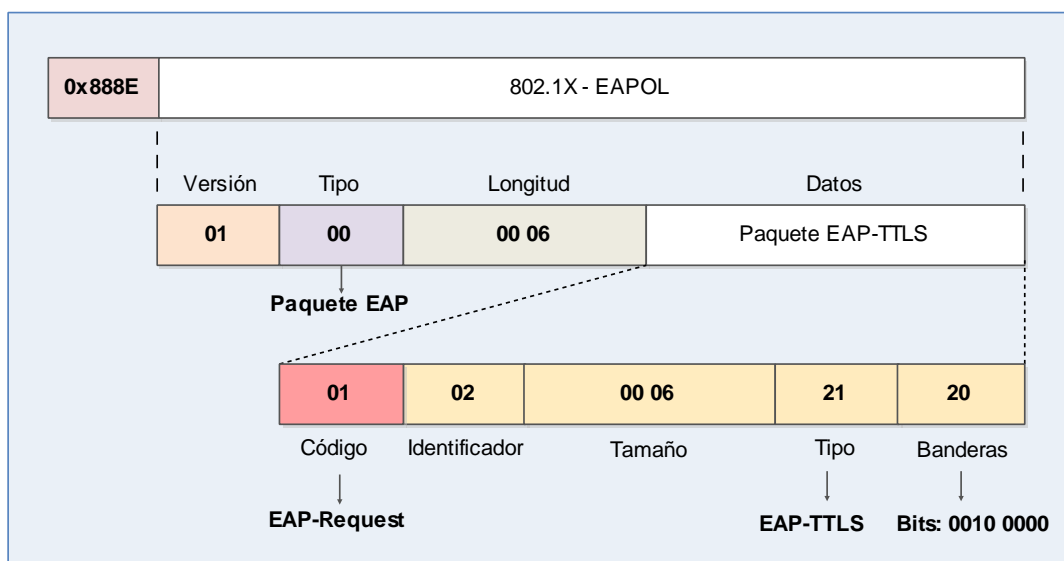 0x888E 802.1X - EAPOL
Versión Tipo Longitud Datos
01 00 00 06 Paquete EAP-TTLS
Paquete EAP
01 02 00 06 21 20
Código Identificador Tamaño Tipo Banderas
EAP-Request EAP-TTLS Bits: 0010 0000